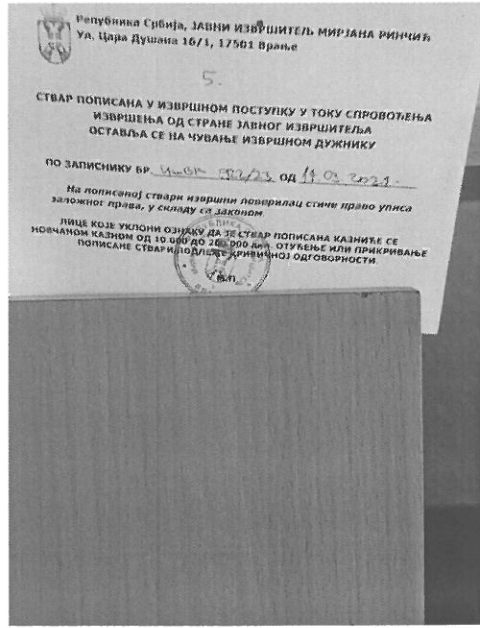 Република Србија, ЈАВНИ ИЗВРШИТЕЉ МИРЈАНА РИНЧИЋ
Ул. Цара Душана 16/1, 17501 Врање
5.
СТВАР ПОПИСАНА У ИЗВРШНОМ ПОСТУПКУ У ТОКУ СПРОВОЂЕЊА
ИЗВРШЕЊА ОД СТРАНЕ ЈАВНОГ ИЗВРШИТЕЉА
ОСТАВЉА СЕ НА ЧУВАЊЕ ИЗВРШНОМ ДУЖНИКУ
ПО ЗАПИСНИКУ БР. ОД
На пописаној ствари извршни поверилац стиче право уписа
заложног права, у складу са законом.
ЛИЦЕ КОЈЕ УКЛОНИ ОЗНАКУ ДА ЈЕ СТВАР ПОПИСАНА КАЗНИЋЕ СЕ
НОВЧАНОМ КАЗНОМ ОД 10.000 ДО 200.000 дин. ОТУЂЕЊЕ ИЛИ ПРИКРИВАЊЕ
ПОПИСАНЕ СТВАРИ ПОДЛЕЖЕ КРИВИЧНОЈ ОДГОВОРНОСТИ.